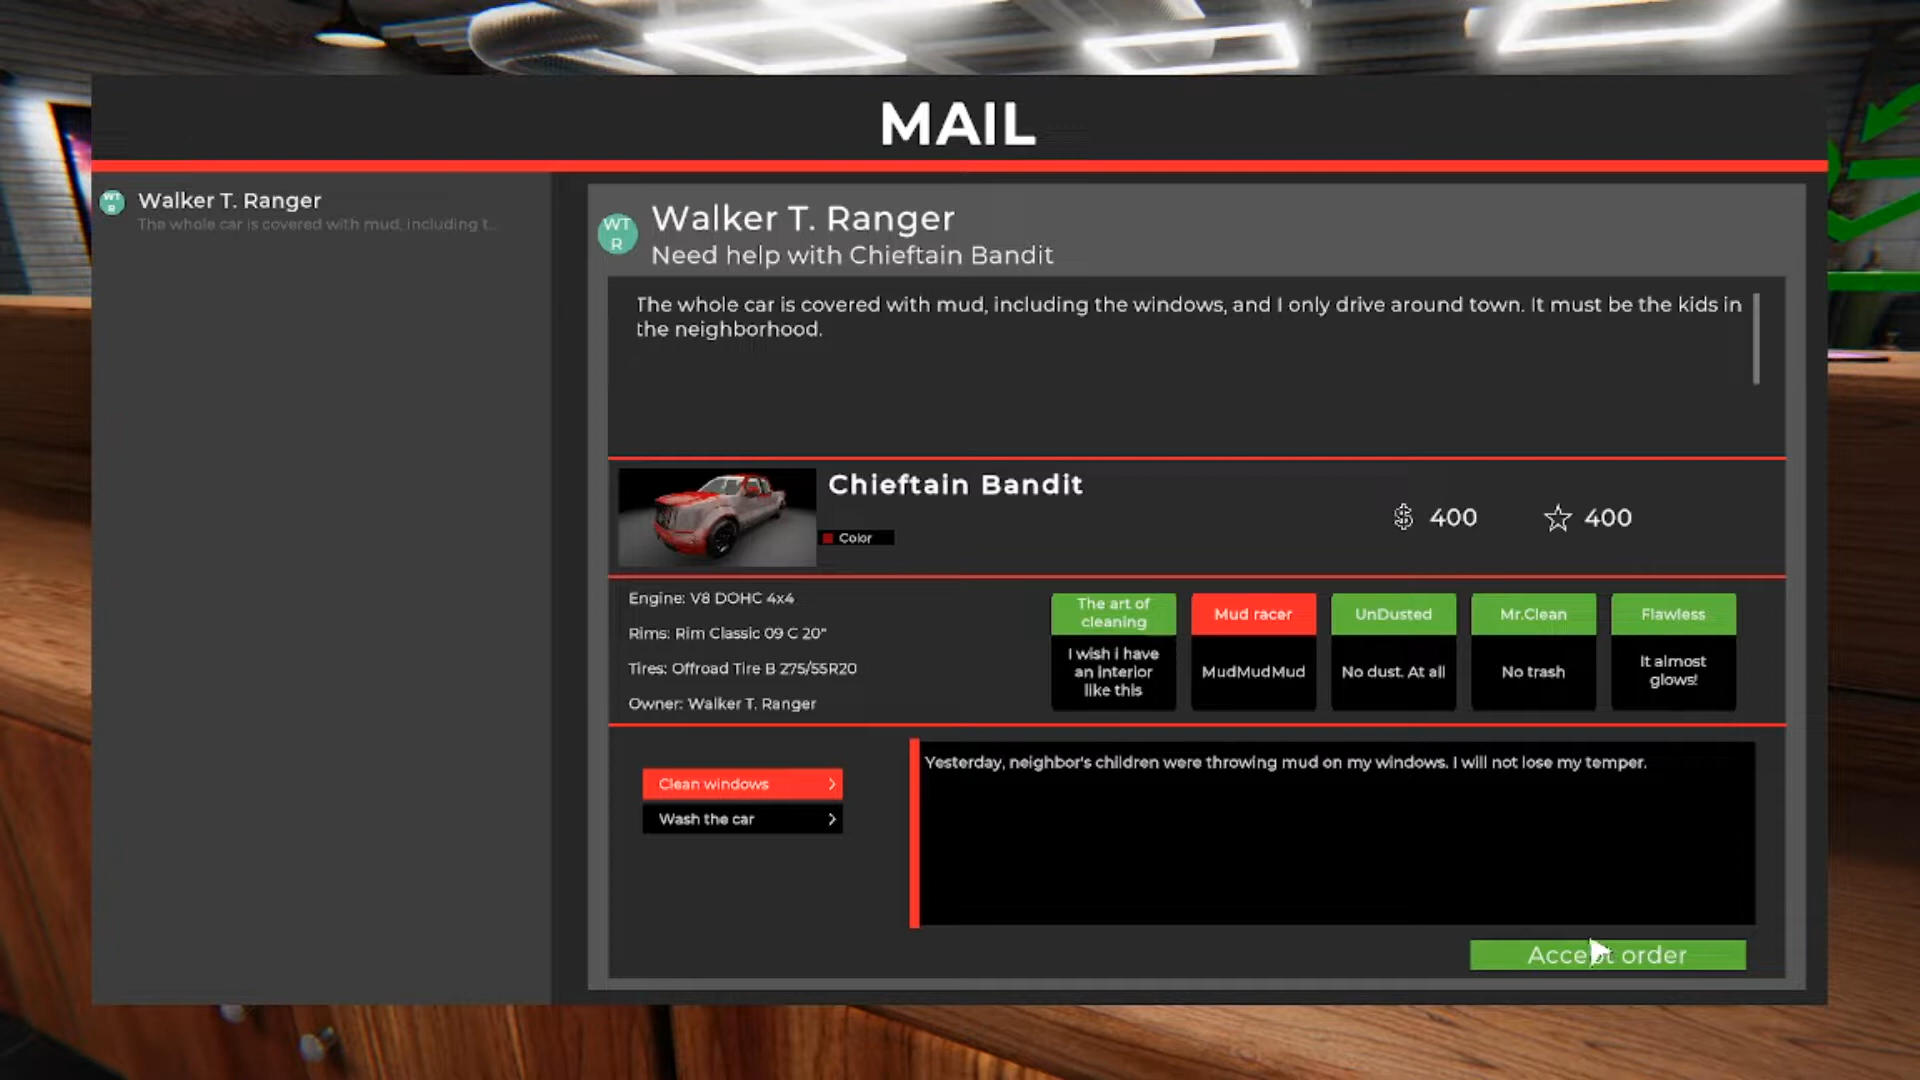 MAIL
WT
R
Walker T. Ranger
The whole car is covered with mud, including t...
WT
R
Walker T. Ranger
Need help with Chieftain Bandit
The whole car is covered with mud, including the windows, and I only drive around town. It must be the kids in
the neighborhood.
Chieftain Bandit
Color
$ 400
400
Engine: V8 DOHC 4x4
Rims: Rim Classic 09 C 20"
Tires: Offroad Tire B 275/55R20
Owner: Walker T. Ranger
The art of
cleaning
I wish i have
an interior
like this
Mud racer
MudMudMud
UnDusted
No dust. At all
Mr.Clean
No trash
Flawless
It almost
glows!
Clean windows
Wash the car
Yesterday, neighbor's children were throwing mud on my windows. I will not lose my temper.
Accept order